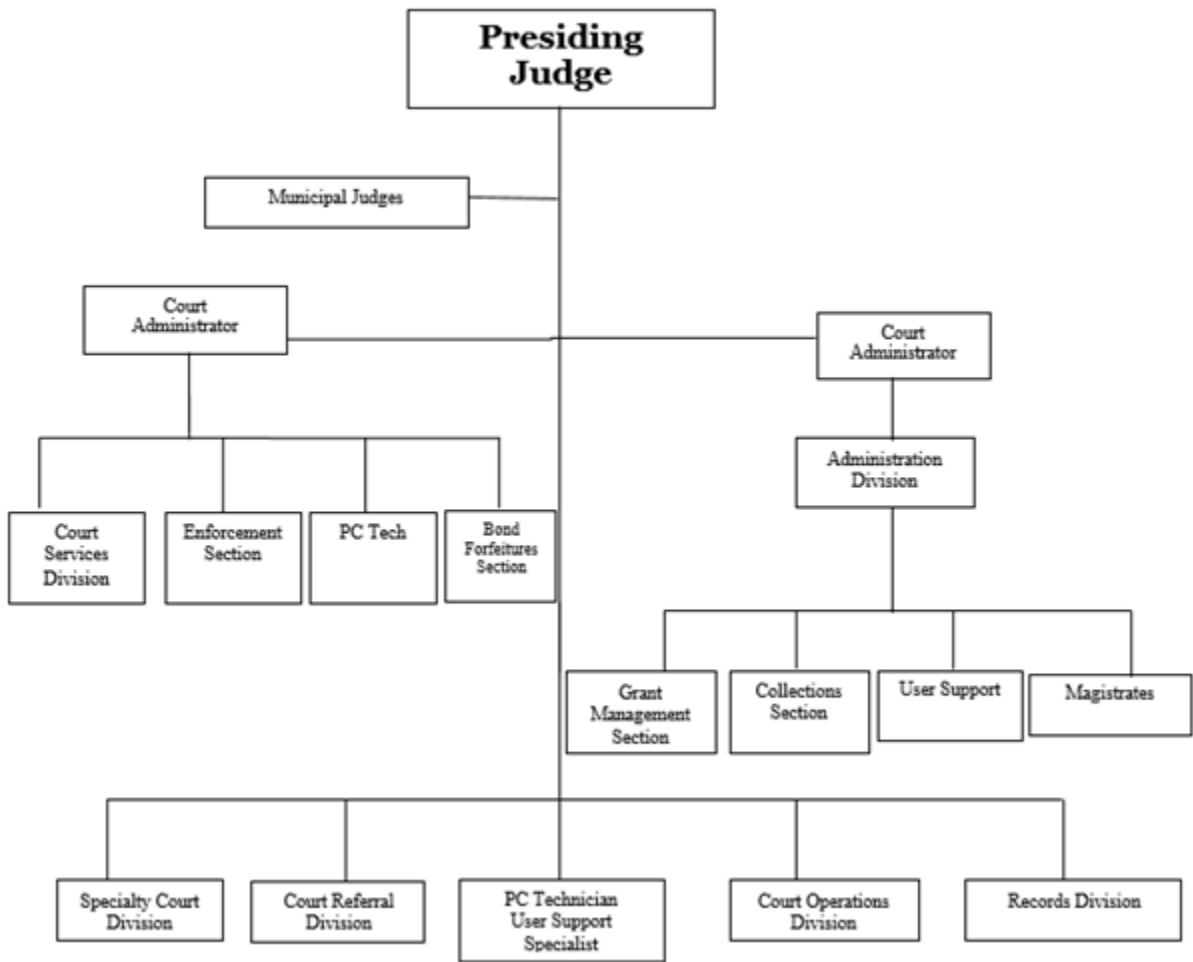 Presiding
Judge
Municipal Judges
Court
Administrator
Court
Administrator
Administration
Division
Court
Services
Division
Enforcement
Section
PC Tech
Bond
Forfeitures
Section
Grant
Management
Section
Collections
Section
User Support
Magistrates
Specialty Court
Division
Court Referral
Division
PC Technician
User Support
Specialist
Court Operations
Division
Records Division